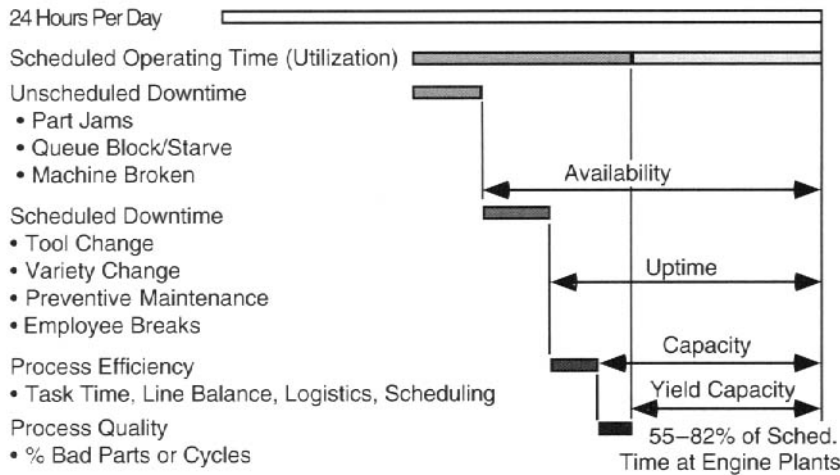 24 Hours Per Day
Scheduled Operating Time (Utilization)
Unscheduled Downtime
• Part Jams
• Queue Block/Starve
• Machine Broken
Availability
Scheduled Downtime
• Tool Change
• Variety Change
• Preventive Maintenance
• Employee Breaks
Uptime
Process Efficiency
• Task Time, Line Balance, Logistics, Scheduling
Capacity
Process Quality
• % Bad Parts or Cycles
Yield Capacity
55–82% of Sched.
Time at Engine Plants